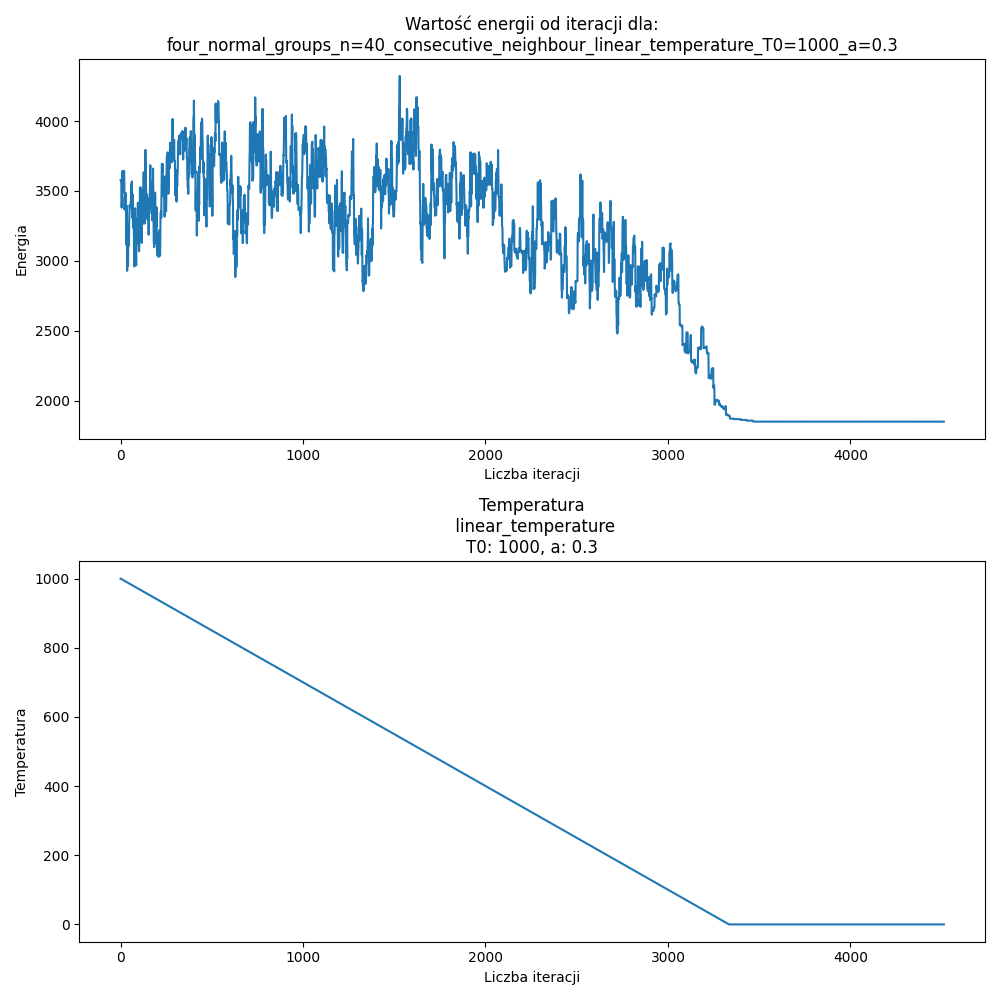 Wartość energii od iteracji dla:
four_normal_groups_n=40_consecutive_neighbour_linear_temperature_T0=1000_a=0.3
4000
3500
3000
2500
2000
Energia
0 1000 2000 3000 4000
Liczba iteracji
Temperatura
linear_temperature
T0: 1000, a: 0.3
1000
800
600
400
200
0
Temperatura
0 1000 2000 3000 4000
Liczba iteracji